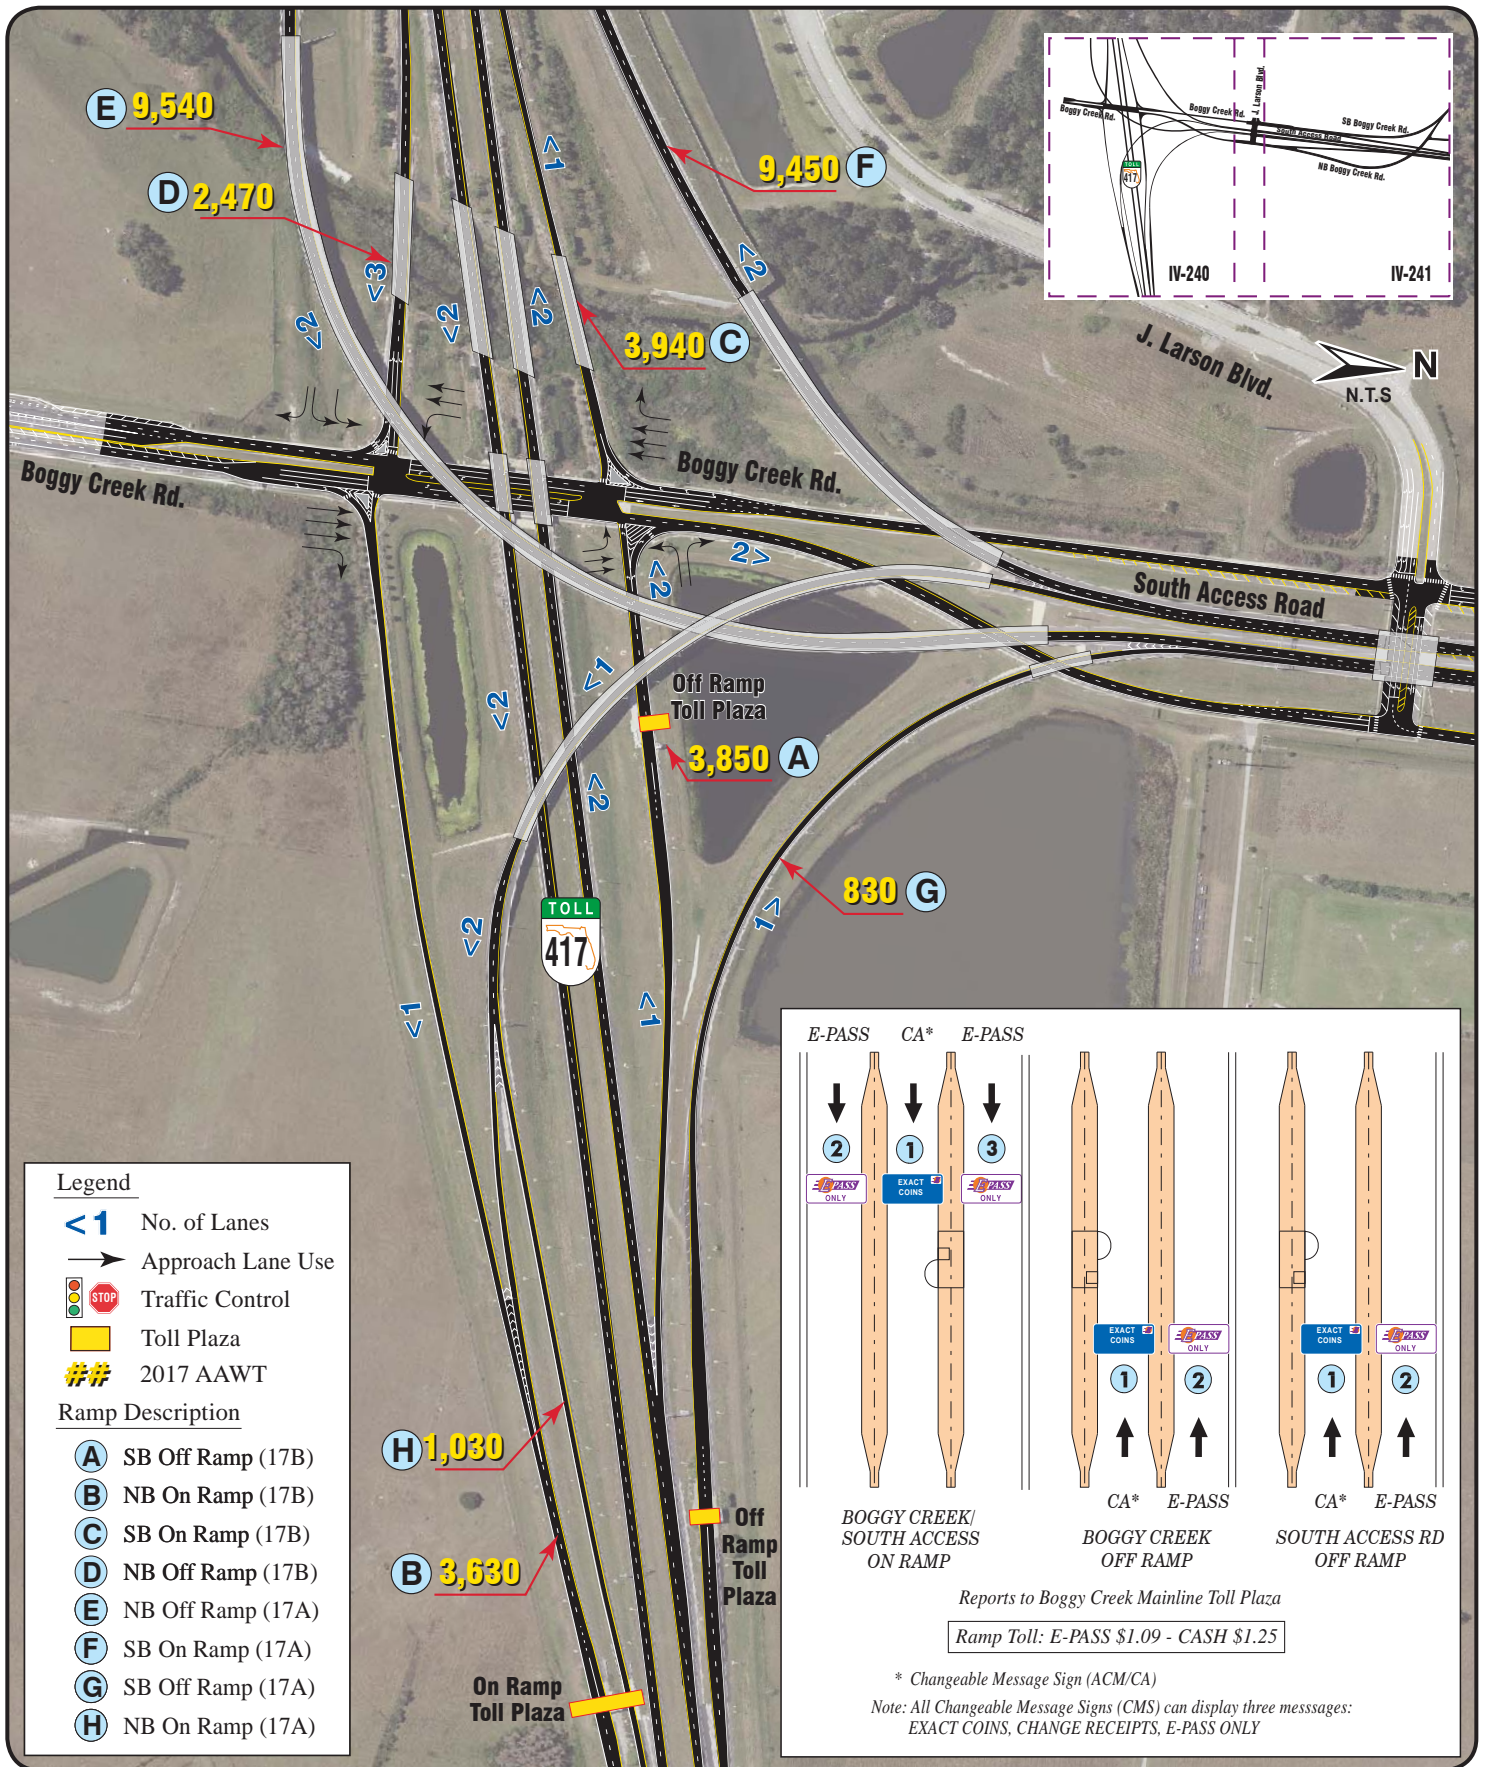 E 9,540
D 2,470
<1
9,450 F
<2
<3
<2
<2
<2
3,940 C
Boggy Creek Rd.
Boggy Creek Rd.
J. Larson Blvd.
SB Boggy Creek Rd.
South Access Road
NB Boggy Creek Rd.
TOLL
417
IV-240
IV-241
J. Larson Blvd.
N
N.T.S
Boggy Creek Rd.
Boggy Creek Rd.
2>
<2
South Access Road
<1
Off Ramp
Toll Plaza
<2
3,850 A
<2
830 G
1>
<2
TOLL
417
<1
<1
H 1,030
B 3,630
Off
Ramp
Toll
Plaza
On Ramp
Toll Plaza
Legend
<1 No. of Lanes
Approach Lane Use
STOP Traffic Control
Toll Plaza
## 2017 AAWT
Ramp Description
A SB Off Ramp (17B)
B NB On Ramp (17B)
C SB On Ramp (17B)
D NB Off Ramp (17B)
E NB Off Ramp (17A)
F SB On Ramp (17A)
G SB Off Ramp (17A)
H NB On Ramp (17A)
E-PASS CA* E-PASS
2 1 3
E-PASS
ONLY
EXACT
COINS
E-PASS
ONLY
EXACT
COINS
E-PASS
ONLY
EXACT
COINS
E-PASS
ONLY
1 2 1 2
CA* E-PASS CA* E-PASS
BOGGY CREEK/
SOUTH ACCESS
ON RAMP
BOGGY CREEK
OFF RAMP
SOUTH ACCESS RD
OFF RAMP
Reports to Boggy Creek Mainline Toll Plaza
Ramp Toll: E-PASS $1.09 - CASH $1.25
* Changeable Message Sign (ACM/CA)
Note: All Changeable Message Signs (CMS) can display three messsages:
EXACT COINS, CHANGE RECEIPTS, E-PASS ONLY